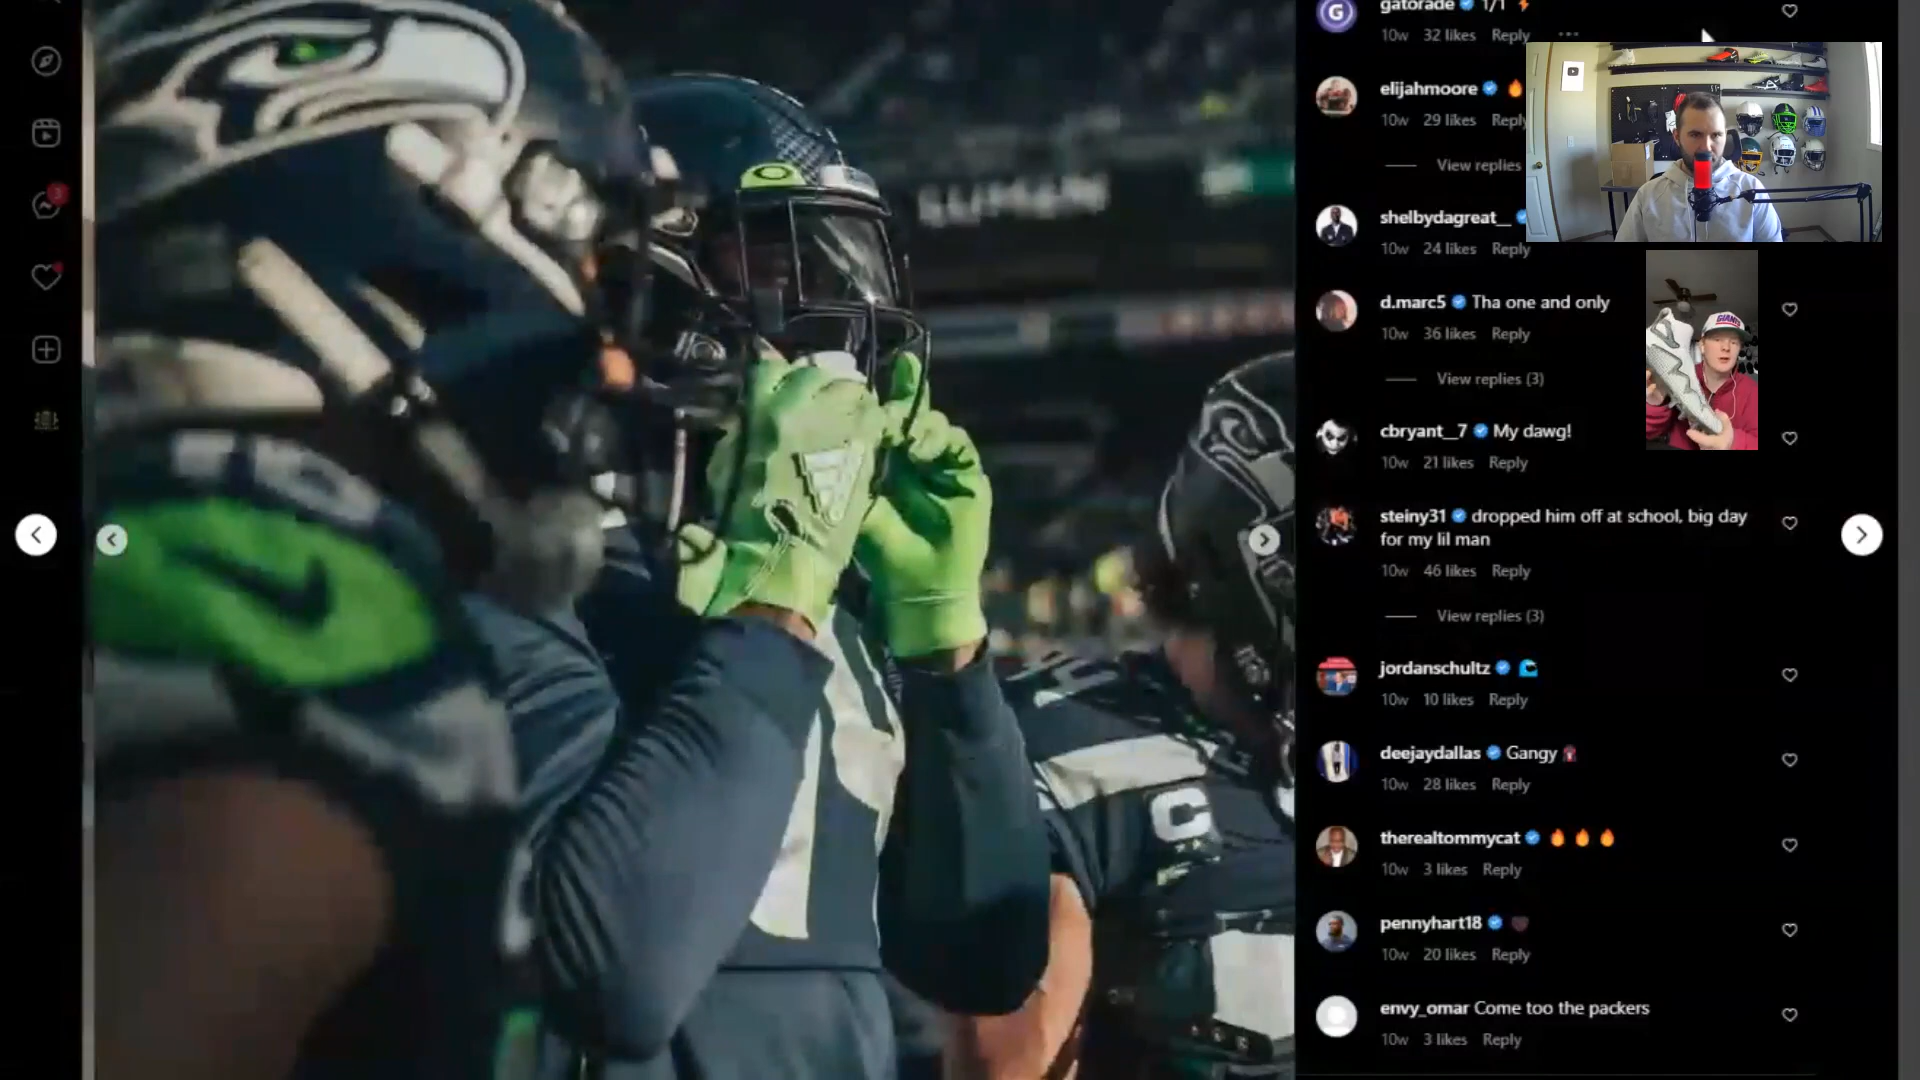 gatorade 1/1
10w 32 likes Reply
elijahmoore
10w 29 likes Reply
View replies
shelbydagreat__
10w 24 likes Reply
d.marc5 Tha one and only
10w 36 likes Reply
View replies (3)
cbryant__7 My dawg!
10w 21 likes Reply
steiny31 dropped him off at school, big day
for my lil man
10w 46 likes Reply
View replies (3)
jordanschultz
10w 10 likes Reply
deejaydallas Gangy
10w 28 likes Reply
therealtommycat
10w 3 likes Reply
pennyhart18
10w 20 likes Reply
envy_omar Come too the packers
10w 3 likes Reply
G
3
GIANTS
C